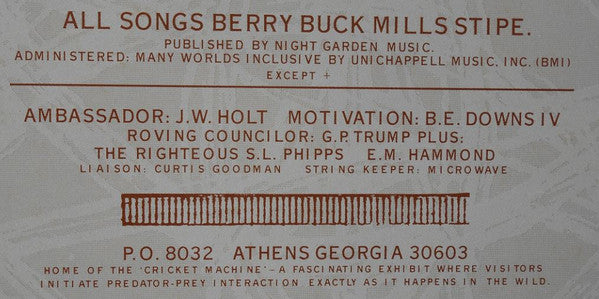 ALL SONGS BERRY BUCK MILLS STIPE.
PUBLISHED BY NIGHT GARDEN MUSIC.
ADMINISTERED: MANY WORLDS INCLUSIVE BY UNICHAPPELL MUSIC, INC. (BMI)
EXCEPT +
AMBASSADOR: J.W. HOLT MOTIVATION: B.E. DOWNS IV
ROVING COUNCILOR: G.P. TRUMP PLUS:
THE RIGHTEOUS S.L. PHIPPS E.M. HAMMOND
LIAISON: CURTIS GOODMAN STRING KEEPER: MICROWAVE
P.O. 8032 ATHENS GEORGIA 30603
HOME OF THE 'CRICKET MACHINE'–A FASCINATING EXHIBIT WHERE VISITORS
INITIATE PREDATOR-PREY INTERACTION EXACTLY AS IT HAPPENS IN THE WILD.